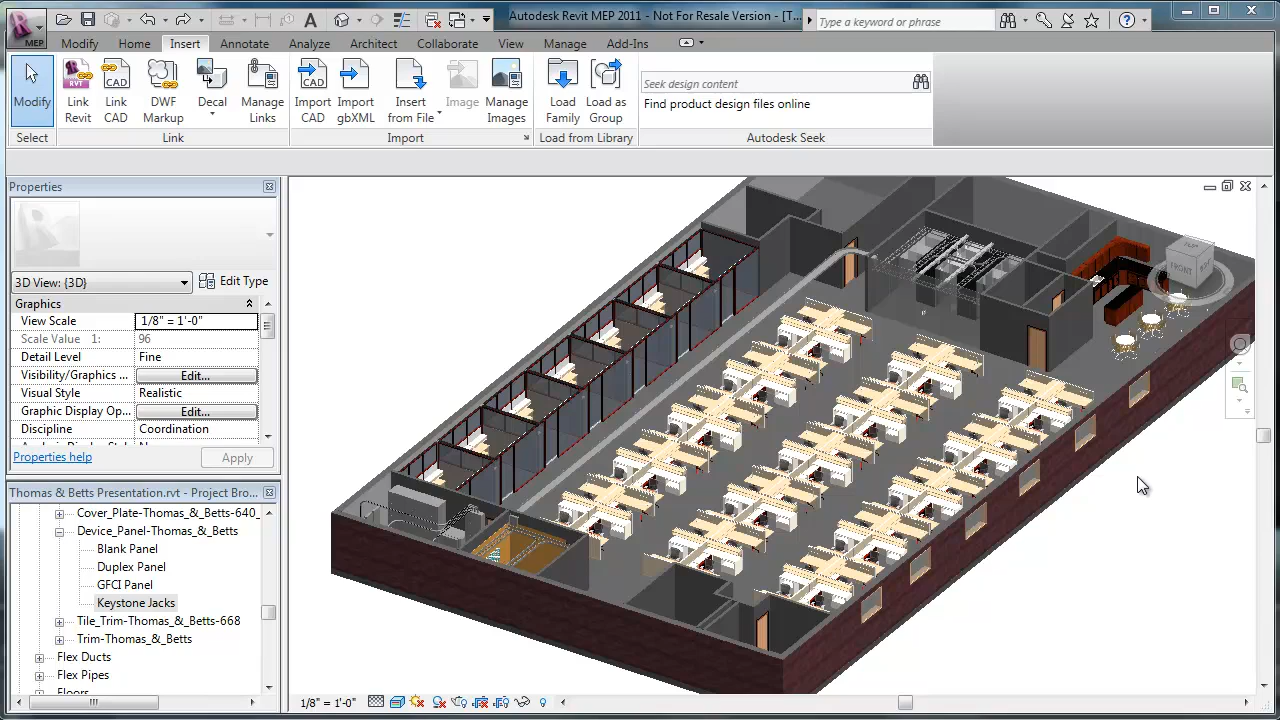 Autodesk Revit MEP 2011 - Not For Resale Version - [T...
Type a keyword or phrase
MEP
Modify Home Insert Annotate Analyze Architect Collaborate View Manage Add-Ins
Modify
Link Revit
Link CAD
DWF Markup
Decal
Manage Links
Import CAD
Import gbXML
Insert from File
Image
Manage Images
Load Family
Load as Group
Seek design content
Find product design files online
Select Link Import Load from Library Autodesk Seek
Properties
3D View: {3D} Edit Type
Graphics
View Scale 1/8" = 1'-0"
Scale Value 1: 96
Detail Level Fine
Visibility/Graphics ... Edit...
Visual Style Realistic
Graphic Display Op... Edit...
Discipline Coordination
Properties help Apply
Thomas & Betts Presentation.rvt - Project Bro...
Cover_Plate-Thomas_&_Betts-640_
Device_Panel-Thomas_&_Betts
Blank Panel
Duplex Panel
GFCI Panel
Keystone Jacks
Tile_Trim-Thomas_&_Betts-668
Trim-Thomas_&_Betts
Flex Ducts
Flex Pipes
Floors
FRONT
1/8" = 1'-0"